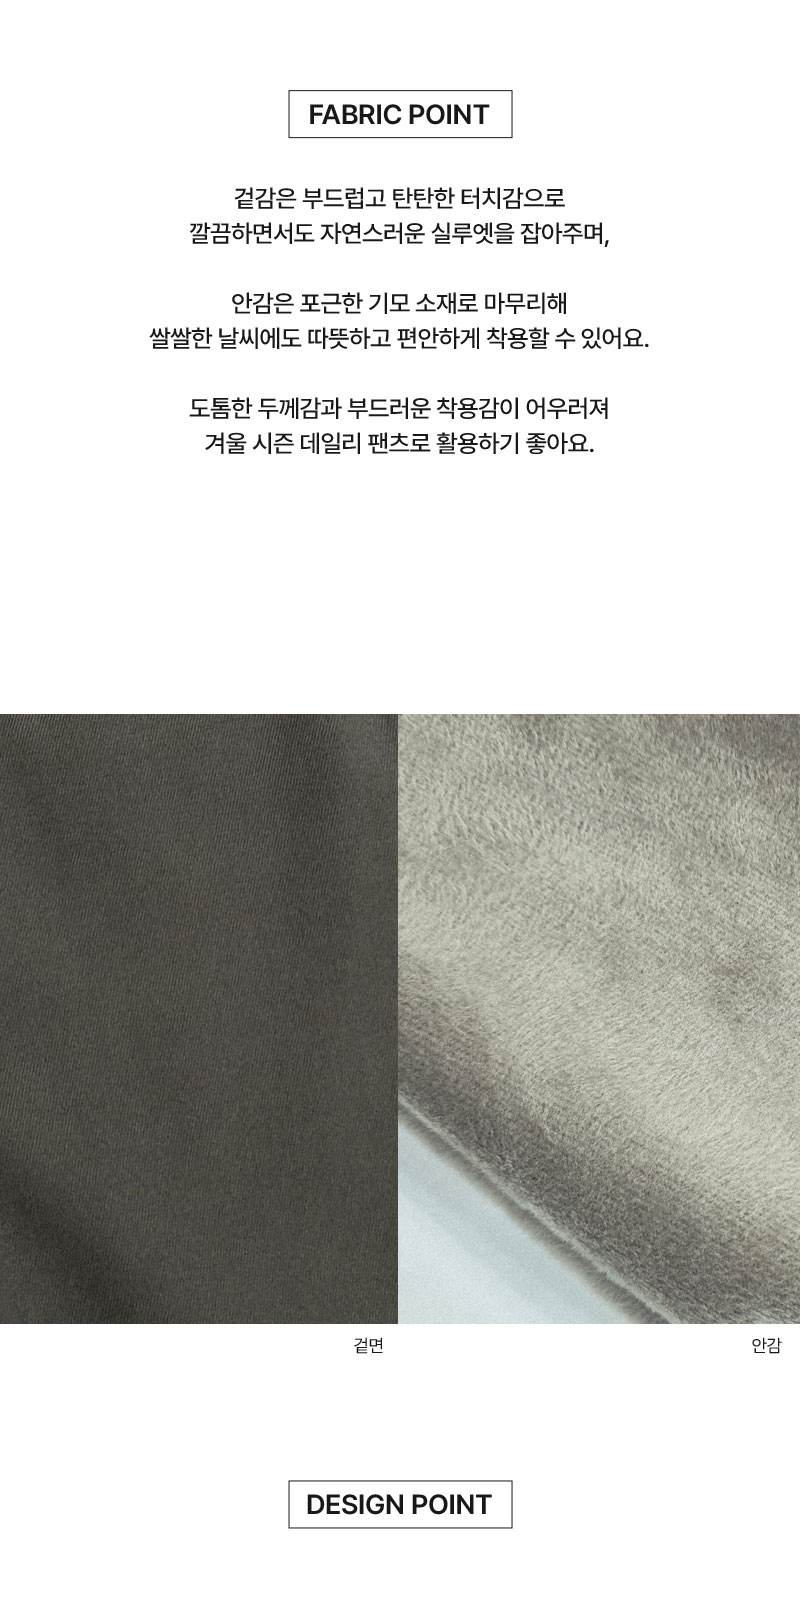 FABRIC POINT
겉감은 부드럽고 탄탄한 터치감으로
깔끔하면서도 자연스러운 실루엣을 잡아주며,
안감은 포근한 기모 소재로 마무리해
쌀쌀한 날씨에도 따뜻하고 편안하게 착용할 수 있어요.
도톰한 두께감과 부드러운 착용감이 어우러져
겨울 시즌 데일리 팬츠로 활용하기 좋아요.
겉면
안감
DESIGN POINT